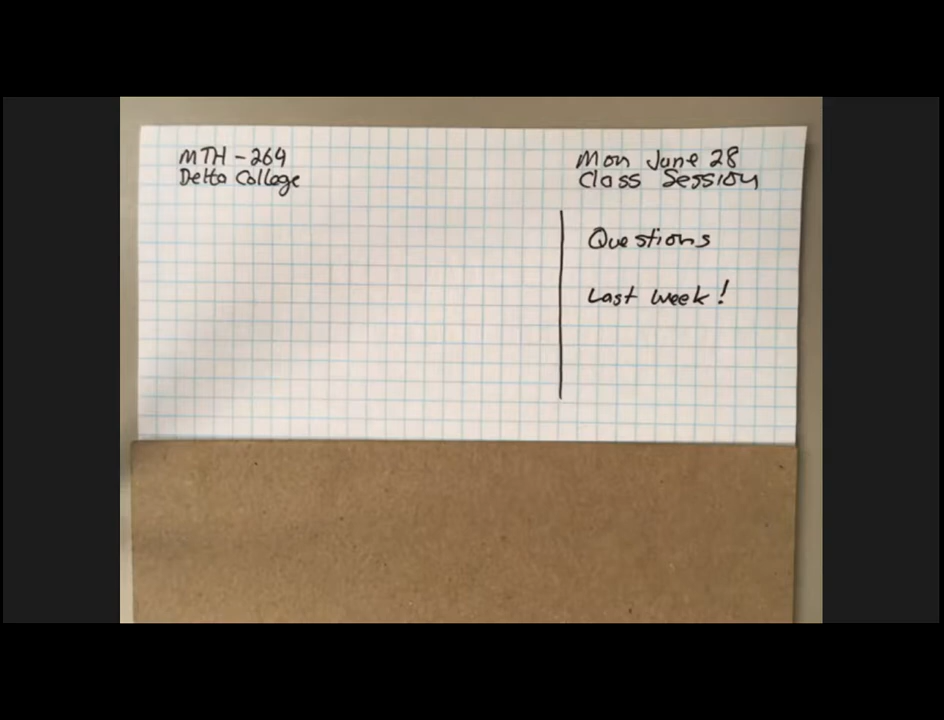 MTH - 264
Delta College
Mon June 28
Class Session
Questions
Last week!